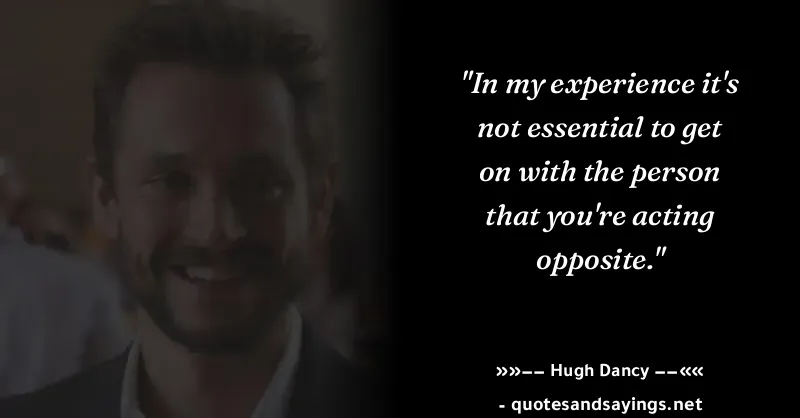 "In my experience it's
not essential to get
on with the person
that you're acting
opposite."
»»−− Hugh Dancy −−««
- quotesandsayings.net